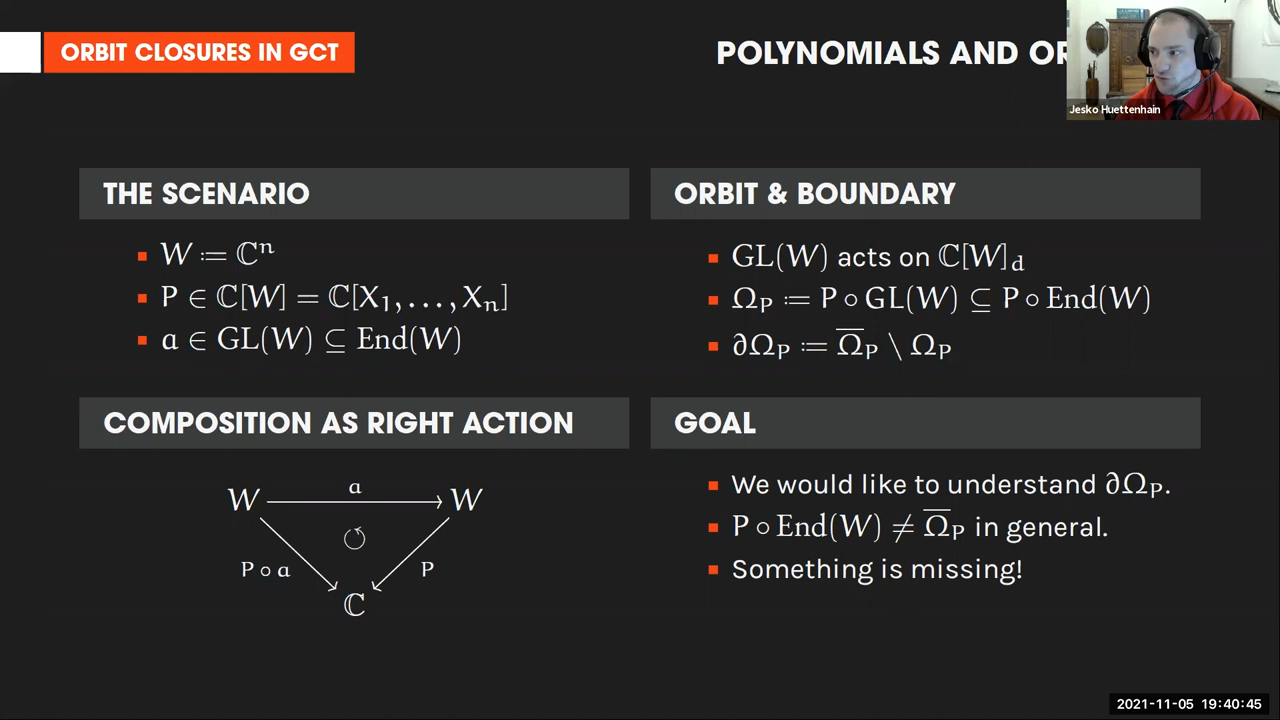 ORBIT CLOSURES IN GCT
POLYNOMIALS AND
Jesko Huettenhain
THE SCENARIO
W ≔ ℂⁿ
P ∈ ℂ[W] = ℂ[X₁, …, Xₙ]
a ∈ GL(W) ⊆ End(W)
ORBIT & BOUNDARY
GL(W) acts on ℂ[W]_d
Ω_P ≔ P ∘ GL(W) ⊆ P ∘ End(W)
∂Ω_P ≔ Ω̅_P \ Ω_P
COMPOSITION AS RIGHT ACTION
a
W W
P ∘ a P
ℂ
GOAL
We would like to understand ∂Ω_P.
P ∘ End(W) ≠ Ω̅_P in general.
Something is missing!
2021-11-05 19:40:45